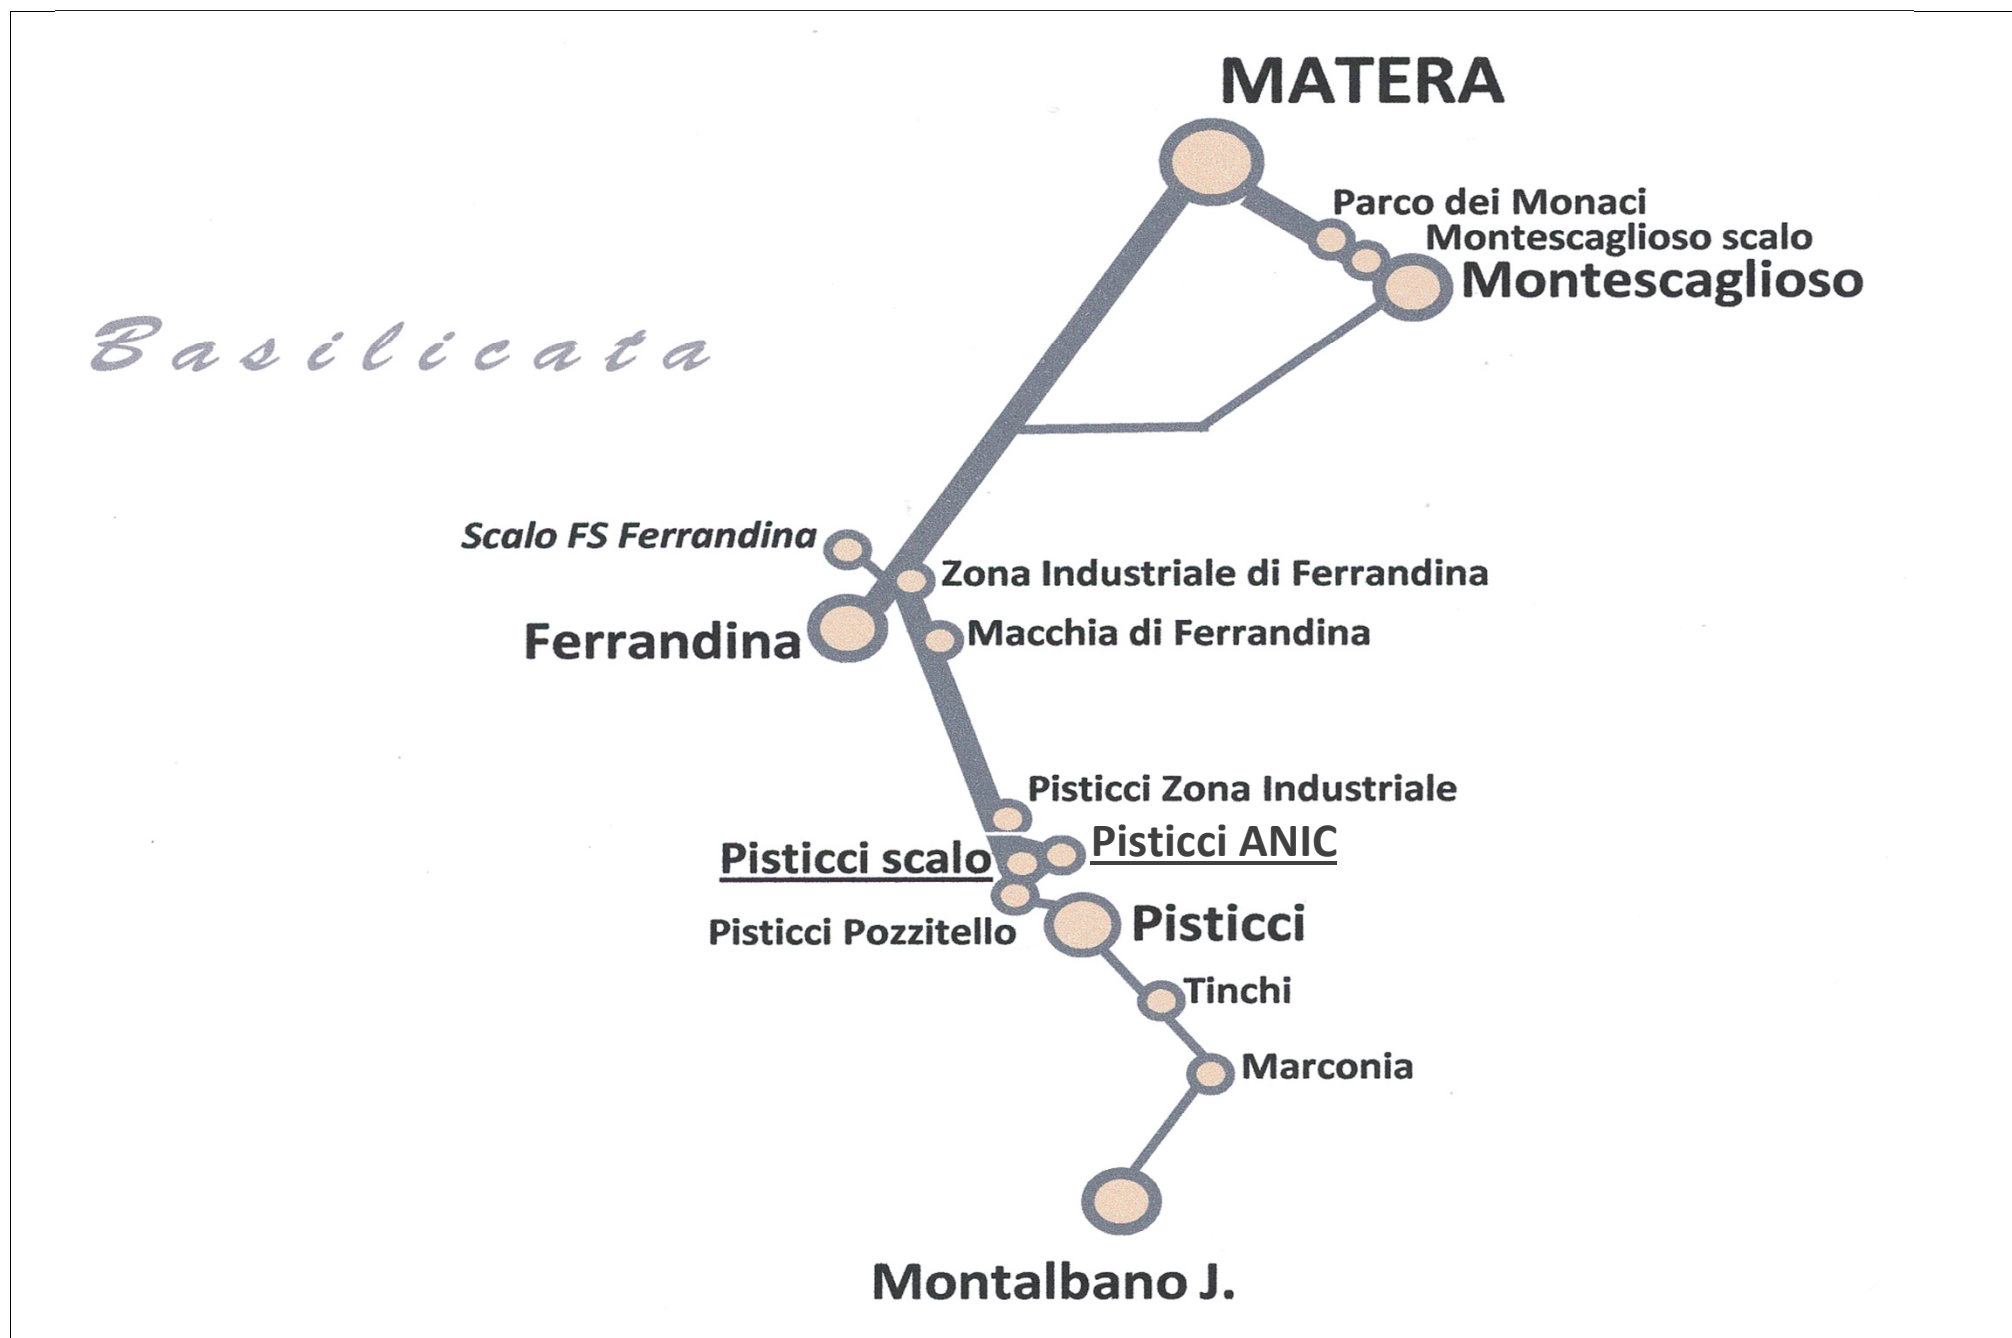 MATERA
Parco dei Monaci
Montescaglioso scalo
Montescaglioso
Basilicata
Scalo FS Ferrandina
Zona Industriale di Ferrandina
Ferrandina
Macchia di Ferrandina
Pisticci Zona Industriale
Pisticci ANIC
Pisticci scalo
Pisticci
Pisticci Pozzitello
Tinchi
Marconia
Montalbano J.